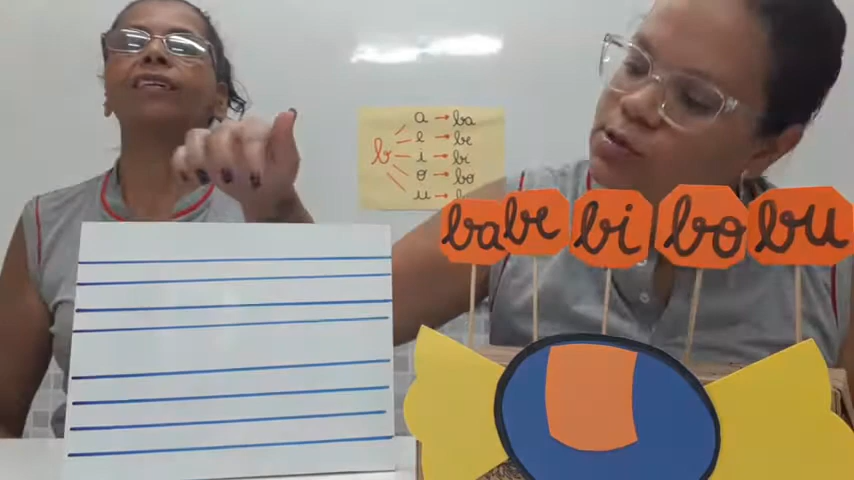 b a → ba
e → be
i → bi
o → bo
u →
ba be bi bo bu